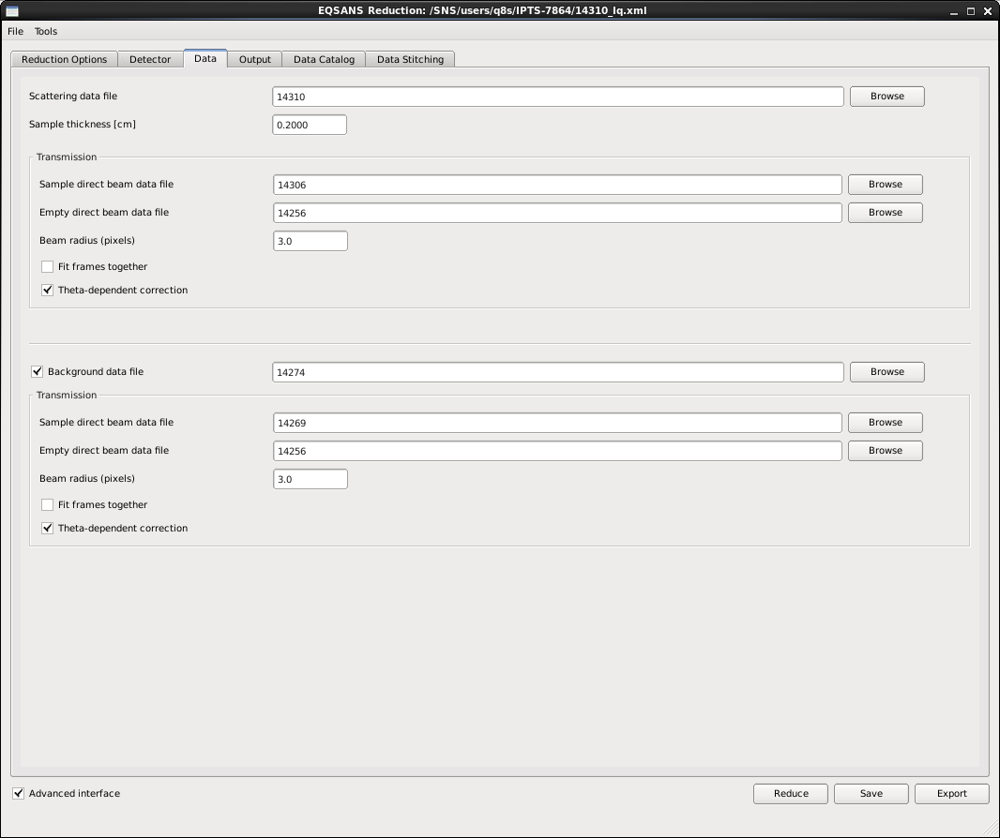 EQSANS Reduction: /SNS/users/q8s/IPTS-7864/14310_Iq.xml
File Tools
Reduction Options Detector Data Output Data Catalog Data Stitching
Scattering data file 14310 Browse
Sample thickness [cm] 0.2000
Transmission
Sample direct beam data file 14306 Browse
Empty direct beam data file 14256 Browse
Beam radius (pixels) 3.0
Fit frames together
Theta-dependent correction
Background data file 14274 Browse
Transmission
Sample direct beam data file 14269 Browse
Empty direct beam data file 14256 Browse
Beam radius (pixels) 3.0
Fit frames together
Theta-dependent correction
Advanced interface Reduce Save Export